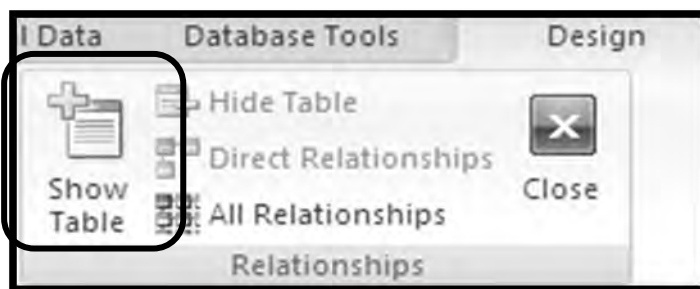 l Data Database Tools Design
Hide Table
Direct Relationships
Show Table
All Relationships
Close
Relationships